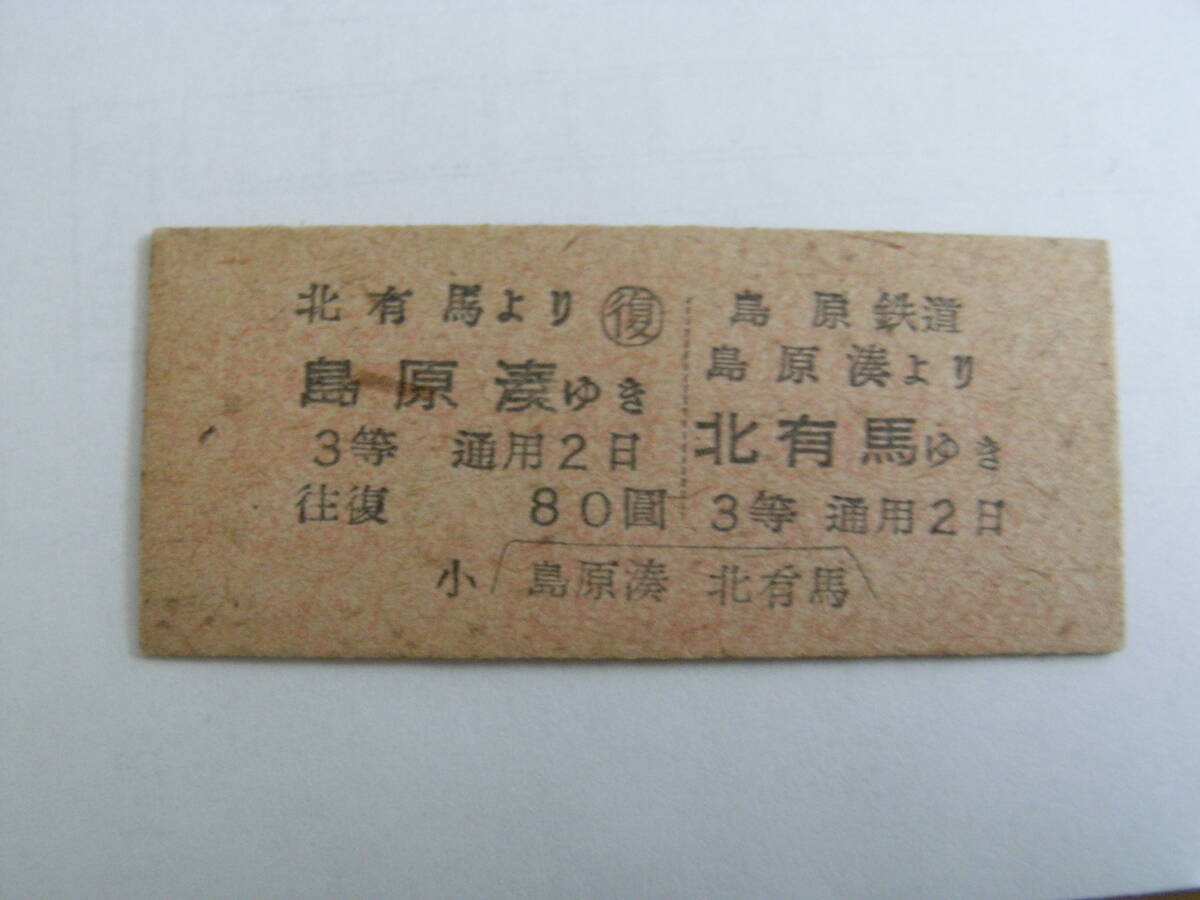 北有馬より ㊝復
島原湊ゆき
3等 通用2日
往復 80圓
島原鉄道
島原湊より
北有馬ゆき
3等 通用2日
小 島原湊 北有馬